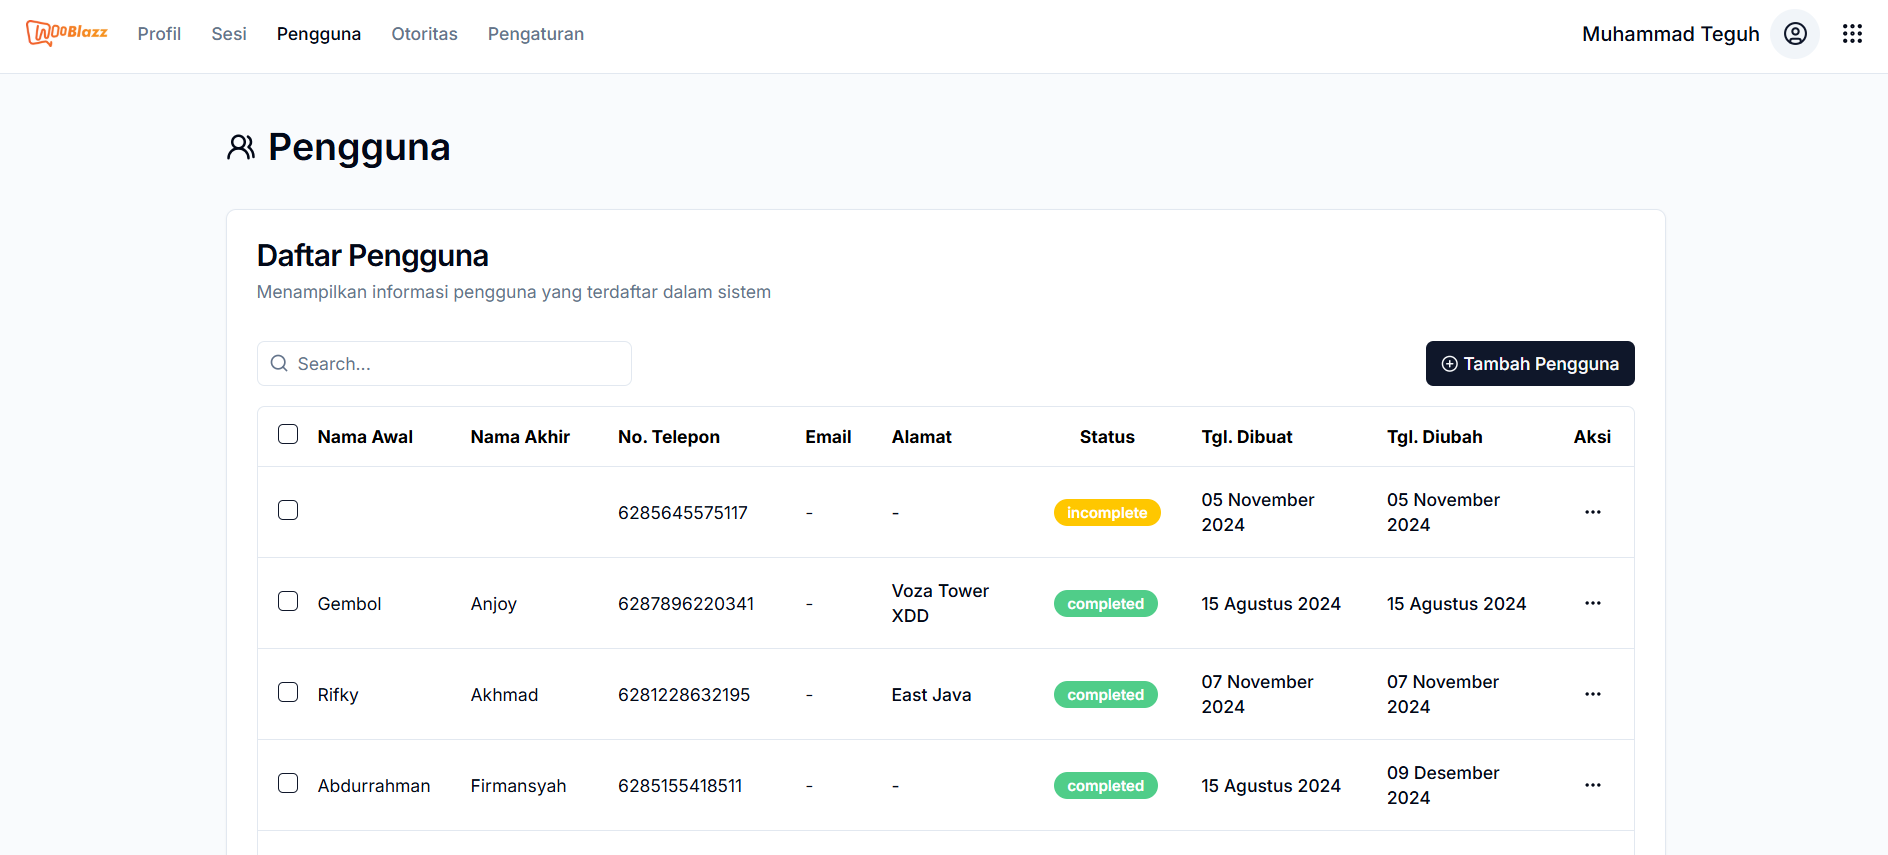 WOOBlazz Profil Sesi Pengguna Otoritas Pengaturan Muhammad Teguh
Pengguna
Daftar Pengguna
Menampilkan informasi pengguna yang terdaftar dalam sistem
Search...
Tambah Pengguna
Nama Awal Nama Akhir No. Telepon Email Alamat Status Tgl. Dibuat Tgl. Diubah Aksi
6285645575117 - - incomplete 05 November 2024 05 November 2024
Gembol Anjoy 6287896220341 - Voza Tower XDD completed 15 Agustus 2024 15 Agustus 2024
Rifky Akhmad 6281228632195 - East Java completed 07 November 2024 07 November 2024
Abdurrahman Firmansyah 6285155418511 - - completed 15 Agustus 2024 09 Desember 2024